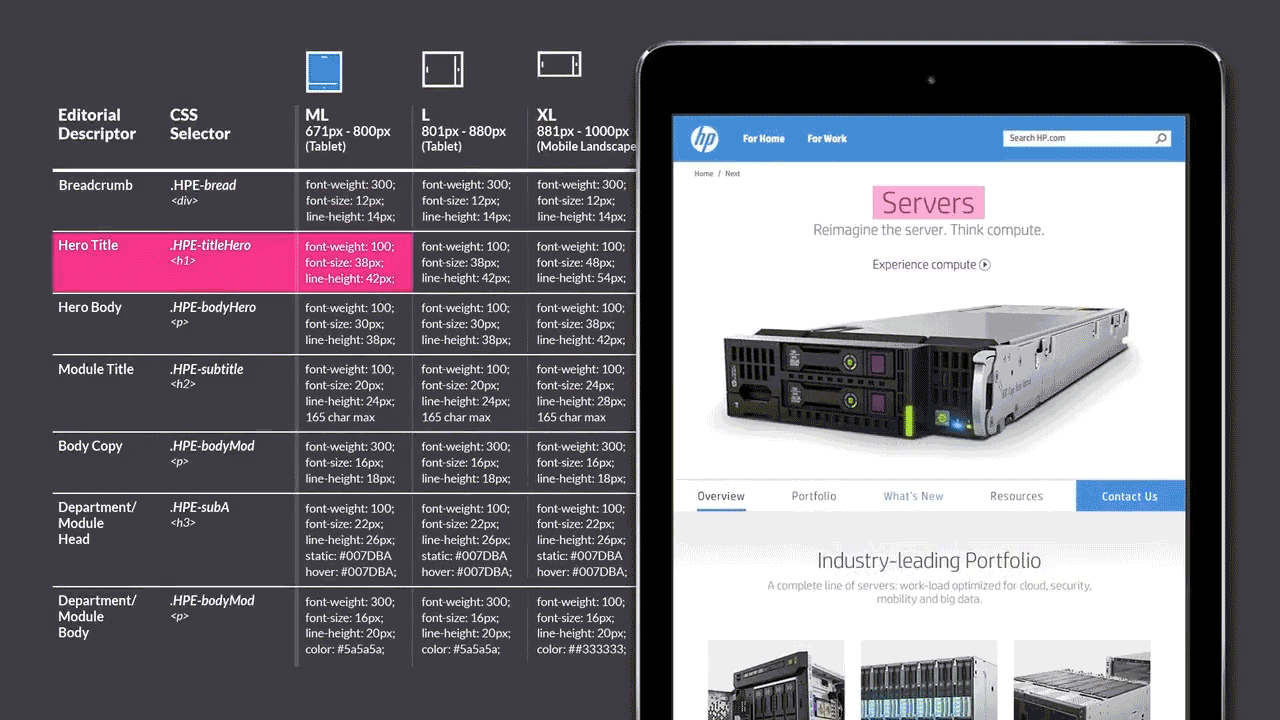 Editorial
Descriptor
CSS
Selector
ML
671px - 800px
(Tablet)
L
801px - 880px
(Tablet)
XL
881px - 1000px
(Mobile Landscape
Breadcrumb
.HPE-bread
<div>
font-weight: 300;
font-size: 12px;
line-height: 14px;
font-weight: 300;
font-size: 12px;
line-height: 14px;
font-weight: 300;
font-size: 12px;
line-height: 14px;
Hero Title
.HPE-titleHero
<h1>
font-weight: 100;
font-size: 38px;
line-height: 42px;
font-weight: 100;
font-size: 38px;
line-height: 42px;
font-weight: 100;
font-size: 48px;
line-height: 54px;
Hero Body
.HPE-bodyHero
<p>
font-weight: 100;
font-size: 30px;
line-height: 38px;
font-weight: 100;
font-size: 30px;
line-height: 38px;
font-weight: 100;
font-size: 38px;
line-height: 42px;
Module Title
.HPE-subtitle
<h2>
font-weight: 100;
font-size: 20px;
line-height: 24px;
165 char max
font-weight: 100;
font-size: 20px;
line-height: 24px;
165 char max
font-weight: 100;
font-size: 24px;
line-height: 28px;
165 char max
Body Copy
.HPE-bodyMod
<p>
font-weight: 300;
font-size: 16px;
line-height: 18px;
font-weight: 300;
font-size: 16px;
line-height: 18px;
font-weight: 300;
font-size: 16px;
line-height: 18px;
Department/
Module
Head
.HPE-subA
<h3>
font-weight: 100;
font-size: 22px;
line-height: 26px;
static: #007DBA
hover: #007DBA;
font-weight: 100;
font-size: 22px;
line-height: 26px;
static: #007DBA
hover: #007DBA;
font-weight: 100;
font-size: 22px;
line-height: 26px;
static: #007DBA
hover: #007DBA;
Department/
Module
Body
.HPE-bodyMod
<p>
font-weight: 300;
font-size: 16px;
line-height: 20px;
color: #5a5a5a;
font-weight: 300;
font-size: 16px;
line-height: 20px;
color: #5a5a5a;
font-weight: 100;
font-size: 16px;
line-height: 20px;
color: ##333333;
hp
For Home
For Work
Search HP.com
Home / Next
Servers
Reimagine the server. Think compute.
Experience compute
Overview
Portfolio
What's New
Resources
Contact Us
Industry-leading Portfolio
A complete line of servers: work-load optimized for cloud, security,
mobility and big data.